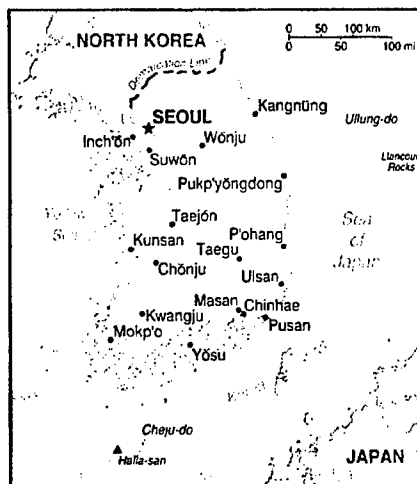 0 50 100 km
0 50 100 mi
NORTH KOREA
Demarcation Line
Kangnŭng
Ullung-do
SEOUL
Inch'ŏn
Wŏnju
Suwŏn
Liancourt
Rocks
Pukp'yŏngdong
Taejŏn
Sea
of
Japan
Kunsan
P'ohang
Taegu
Chŏnju
Ulsan
Masan
Chinhae
Kwangju
Pusan
Mokp'o
Yŏsu
Cheju-do
Halla-san
JAPAN